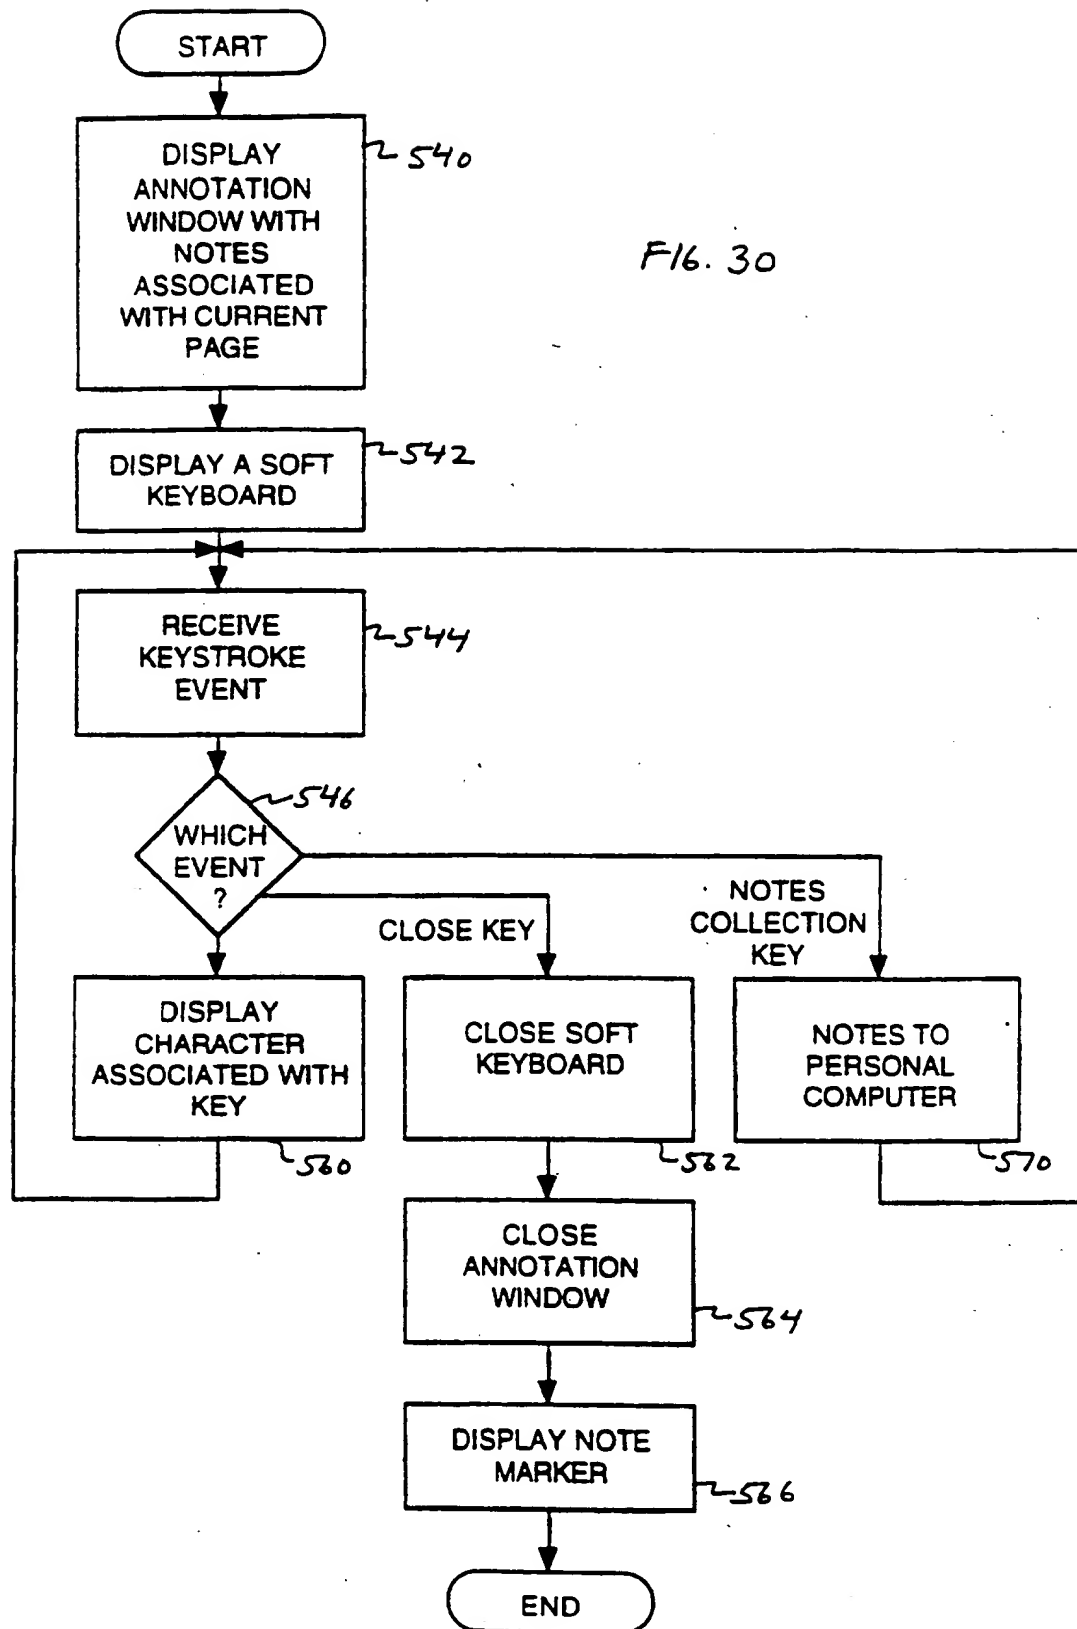 START
DISPLAY
ANNOTATION
WINDOW WITH
NOTES
ASSOCIATED
WITH CURRENT
PAGE
540
FIG. 30
DISPLAY A SOFT
KEYBOARD
542
RECEIVE
KEYSTROKE
EVENT
544
WHICH
EVENT
?
546
CLOSE KEY
NOTES
COLLECTION
KEY
DISPLAY
CHARACTER
ASSOCIATED WITH
KEY
560
CLOSE SOFT
KEYBOARD
562
NOTES TO
PERSONAL
COMPUTER
570
CLOSE
ANNOTATION
WINDOW
564
DISPLAY NOTE
MARKER
566
END